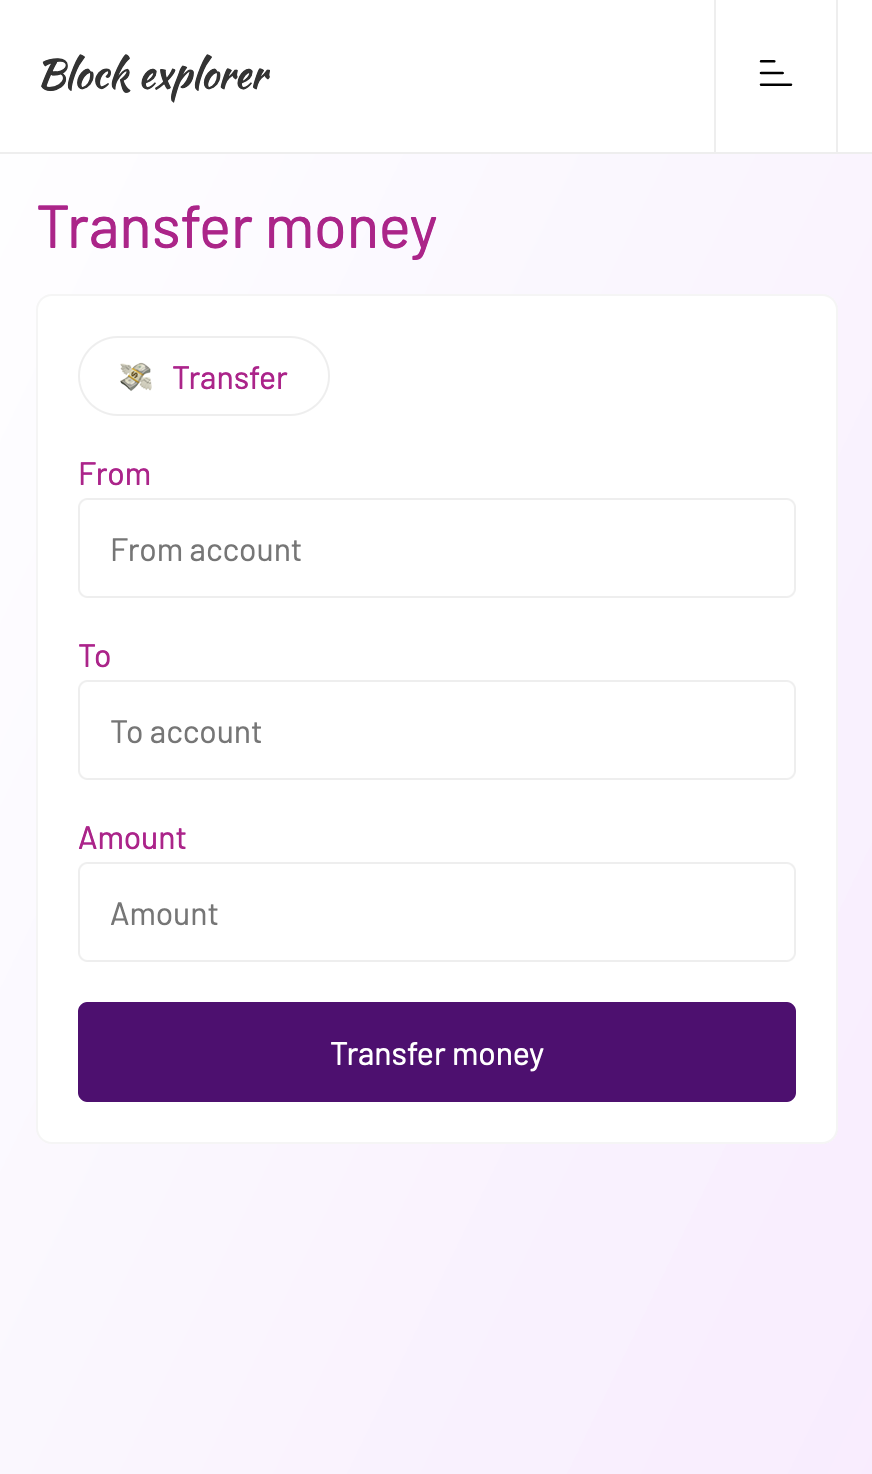 Block explorer
Transfer money
💸 Transfer
From
From account
To
To account
Amount
Amount
Transfer money